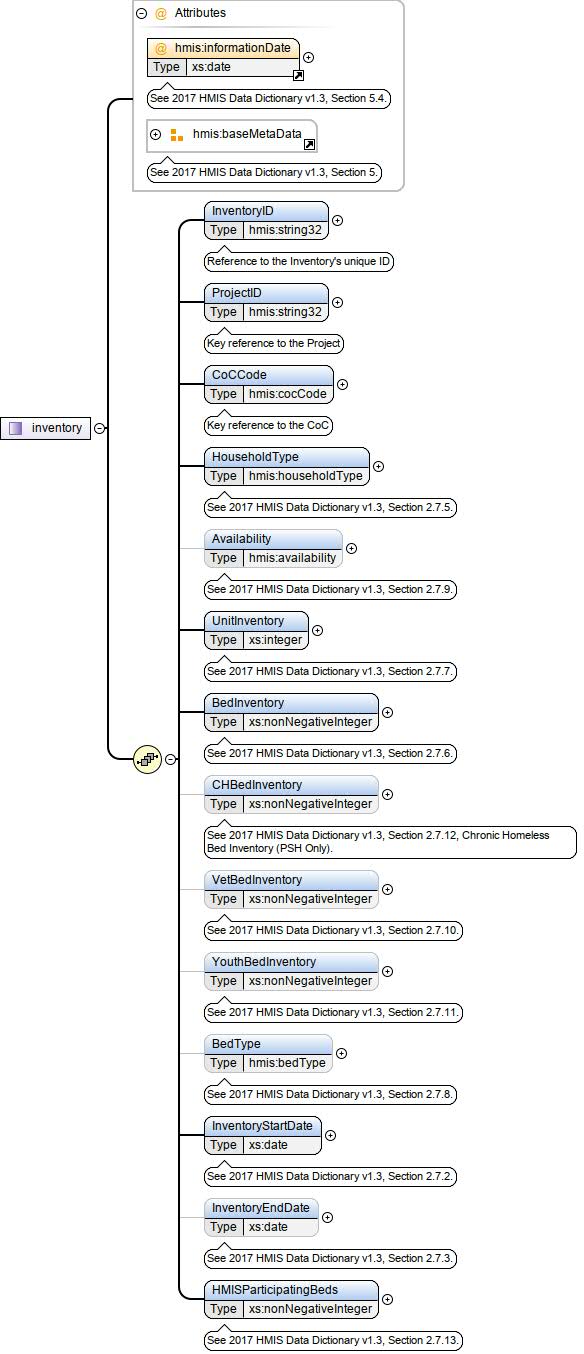 Attributes
@ hmis:informationDate
Type xs:date
See 2017 HMIS Data Dictionary v1.3, Section 5.4.
hmis:baseMetaData
See 2017 HMIS Data Dictionary v1.3, Section 5.
InventoryID
Type hmis:string32
Reference to the Inventory's unique ID
ProjectID
Type hmis:string32
Key reference to the Project
CoCCode
Type hmis:cocCode
Key reference to the CoC
inventory
HouseholdType
Type hmis:householdType
See 2017 HMIS Data Dictionary v1.3, Section 2.7.5.
Availability
Type hmis:availability
See 2017 HMIS Data Dictionary v1.3, Section 2.7.9.
UnitInventory
Type xs:integer
See 2017 HMIS Data Dictionary v1.3, Section 2.7.7.
BedInventory
Type xs:nonNegativeInteger
See 2017 HMIS Data Dictionary v1.3, Section 2.7.6.
CHBedInventory
Type xs:nonNegativeInteger
See 2017 HMIS Data Dictionary v1.3, Section 2.7.12, Chronic Homeless
Bed Inventory (PSH Only).
VetBedInventory
Type xs:nonNegativeInteger
See 2017 HMIS Data Dictionary v1.3, Section 2.7.10.
YouthBedInventory
Type xs:nonNegativeInteger
See 2017 HMIS Data Dictionary v1.3, Section 2.7.11.
BedType
Type hmis:bedType
See 2017 HMIS Data Dictionary v1.3, Section 2.7.8.
InventoryStartDate
Type xs:date
See 2017 HMIS Data Dictionary v1.3, Section 2.7.2.
InventoryEndDate
Type xs:date
See 2017 HMIS Data Dictionary v1.3, Section 2.7.3.
HMISParticipatingBeds
Type xs:nonNegativeInteger
See 2017 HMIS Data Dictionary v1.3, Section 2.7.13.